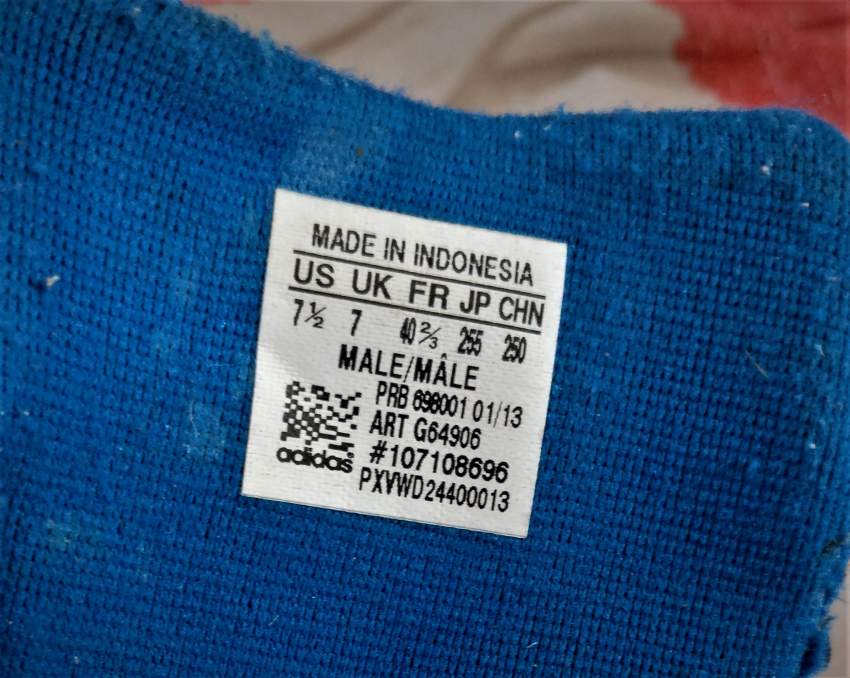 MADE IN INDONESIA
US UK FR JP CHN
7½ 7 40⅔ 255 250
MALE/MÂLE
PRB 698001 01/13
ART G64906
#107108696
adidas
PXVWD24400013